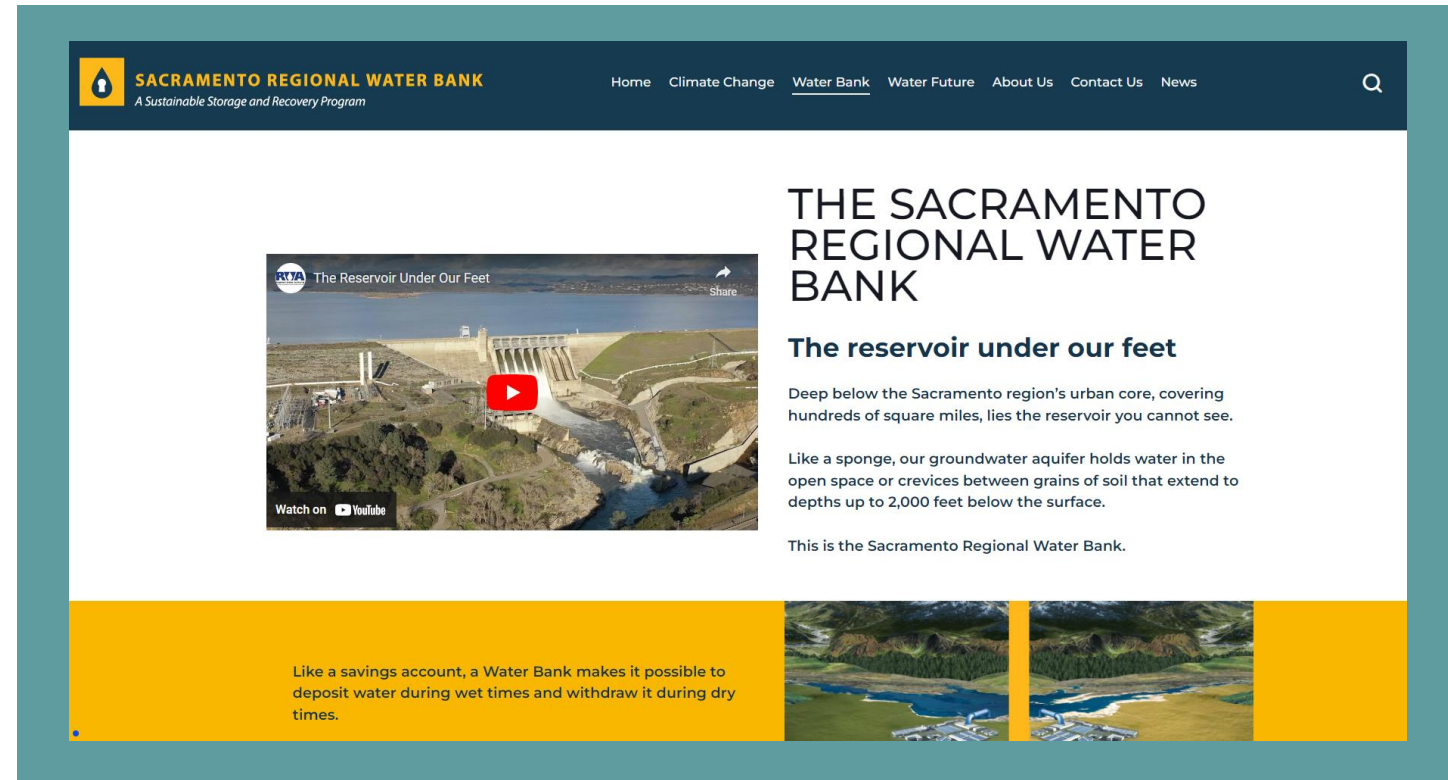 SACRAMENTO REGIONAL WATER BANK
A Sustainable Storage and Recovery Program
Home Climate Change Water Bank Water Future About Us Contact Us News
RWA The Reservoir Under Our Feet
Share
Watch on YouTube
THE SACRAMENTO
REGIONAL WATER
BANK
The reservoir under our feet
Deep below the Sacramento region’s urban core, covering
hundreds of square miles, lies the reservoir you cannot see.
Like a sponge, our groundwater aquifer holds water in the
open space or crevices between grains of soil that extend to
depths up to 2,000 feet below the surface.
This is the Sacramento Regional Water Bank.
Like a savings account, a Water Bank makes it possible to
deposit water during wet times and withdraw it during dry
times.